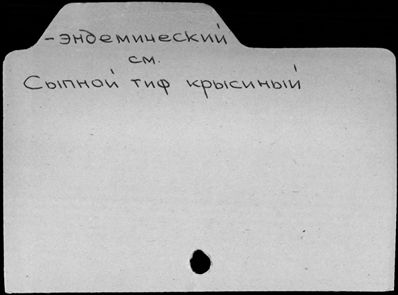 -эндемический
см.
Сыпной тиф крысиный